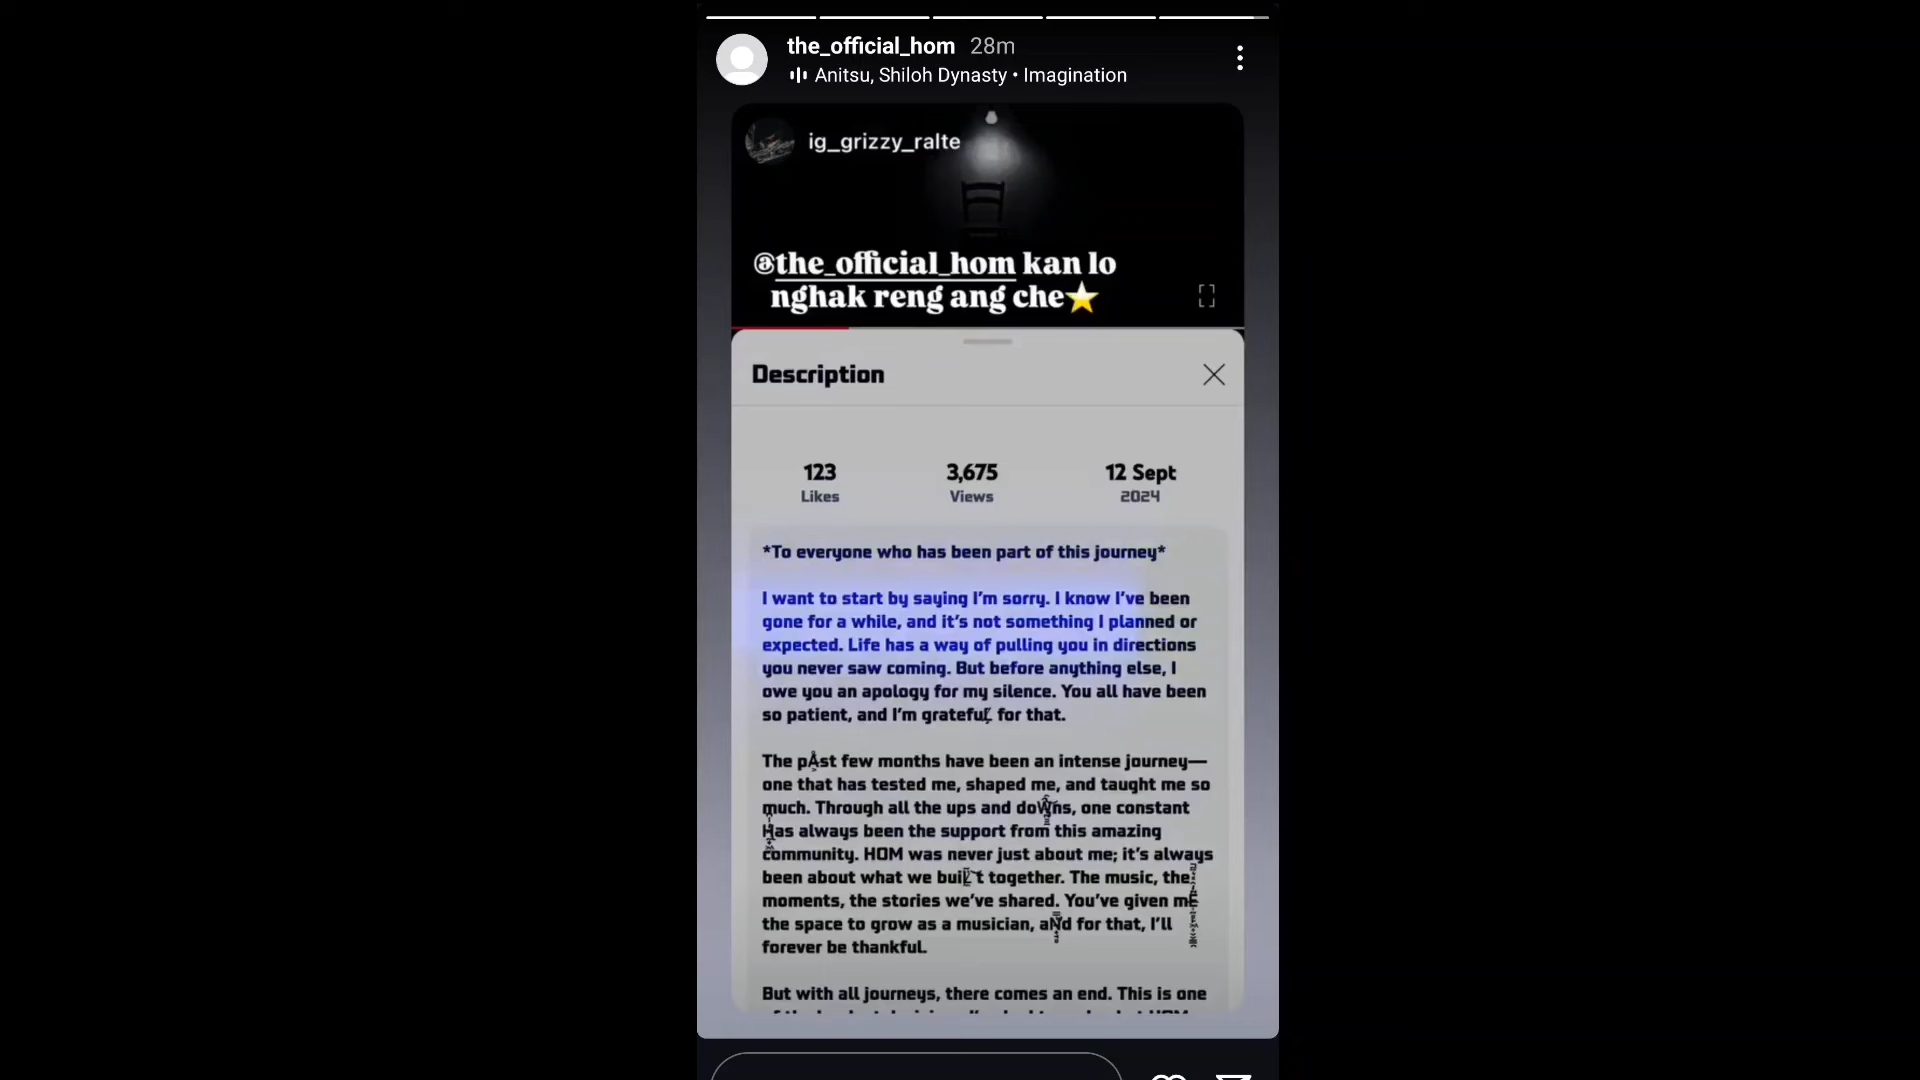 the_official_hom 28m
Anitsu, Shiloh Dynasty • Imagination
ig_grizzy_ralte
@the_official_hom kan lo
nghak reng ang che⭐
Description
123 3,675 12 Sept
Likes Views 2024
*To everyone who has been part of this journey*
I want to start by saying I'm sorry. I know I've been
gone for a while, and it's not something I planned or
expected. Life has a way of pulling you in directions
you never saw coming. But before anything else, I
owe you an apology for my silence. You all have been
so patient, and I'm gratefuL for that.
The pAst few months have been an intense journey—
one that has tested me, shaped me, and taught me so
much. Through all the ups and doWns, one constant
Has always been the support from this amazing
community. HOM was never just about me; it's always
been about what we buiLt together. The music, the
moments, the stories we've shared. You've given mE
the space to grow as a musician, aNd for that, I'll
forever be thankful.
But with all journeys, there comes an end. This is one